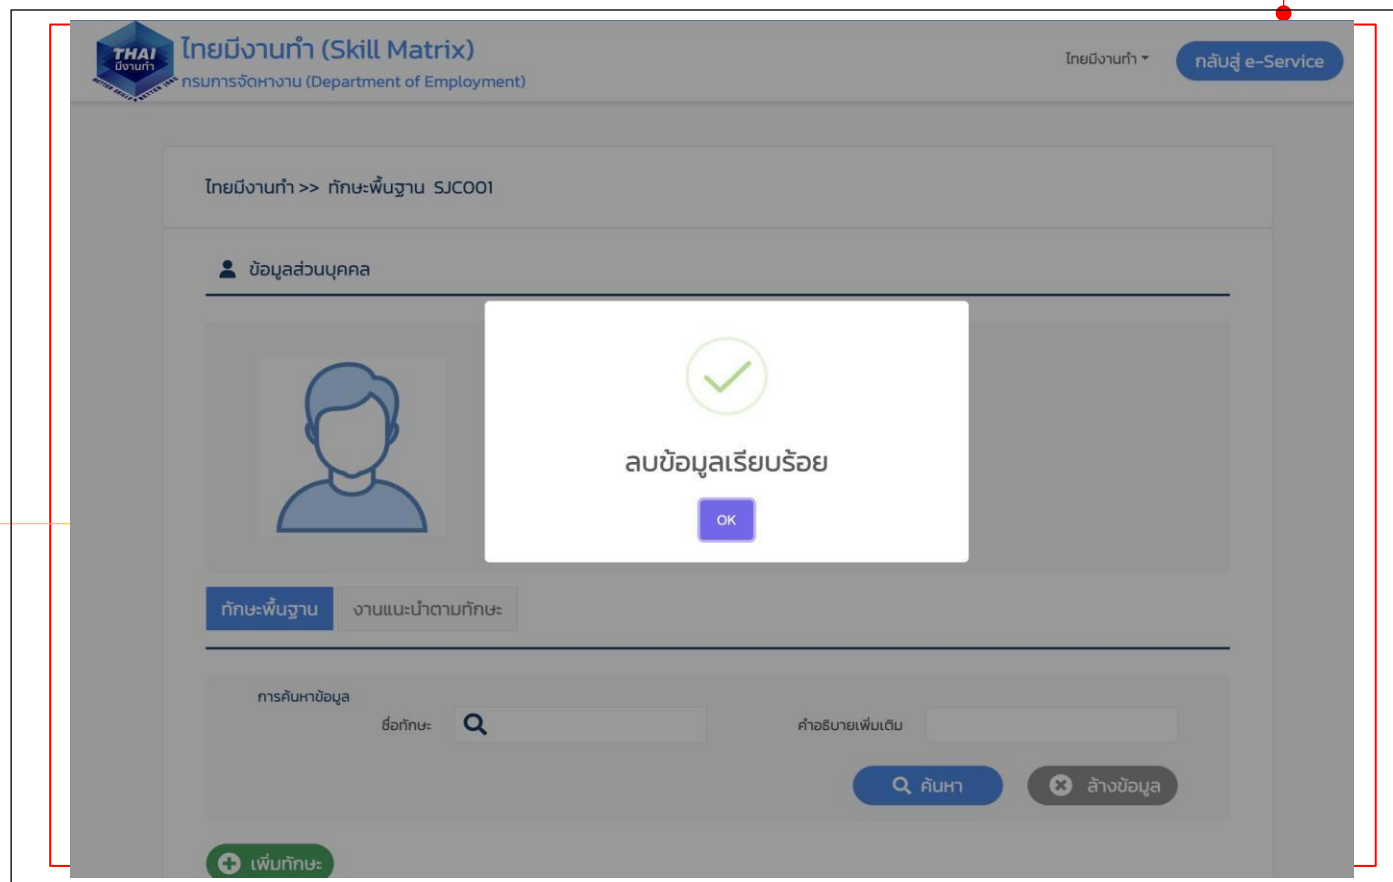 THAI
มีงานทำ
ไทยมีงานทำ (Skill Matrix)
กรมการจัดหางาน (Department of Employment)
ไทยมีงานทำ
กลับสู่ e-Service
ไทยมีงานทำ >> ทักษะพื้นฐาน SJC001
ข้อมูลส่วนบุคคล
ลบข้อมูลเรียบร้อย
OK
ทักษะพื้นฐาน
งานแนะนำตามทักษะ
การค้นหาข้อมูล
ชื่อทักษะ
คำอธิบายเพิ่มเติม
ค้นหา
ล้างข้อมูล
เพิ่มทักษะ